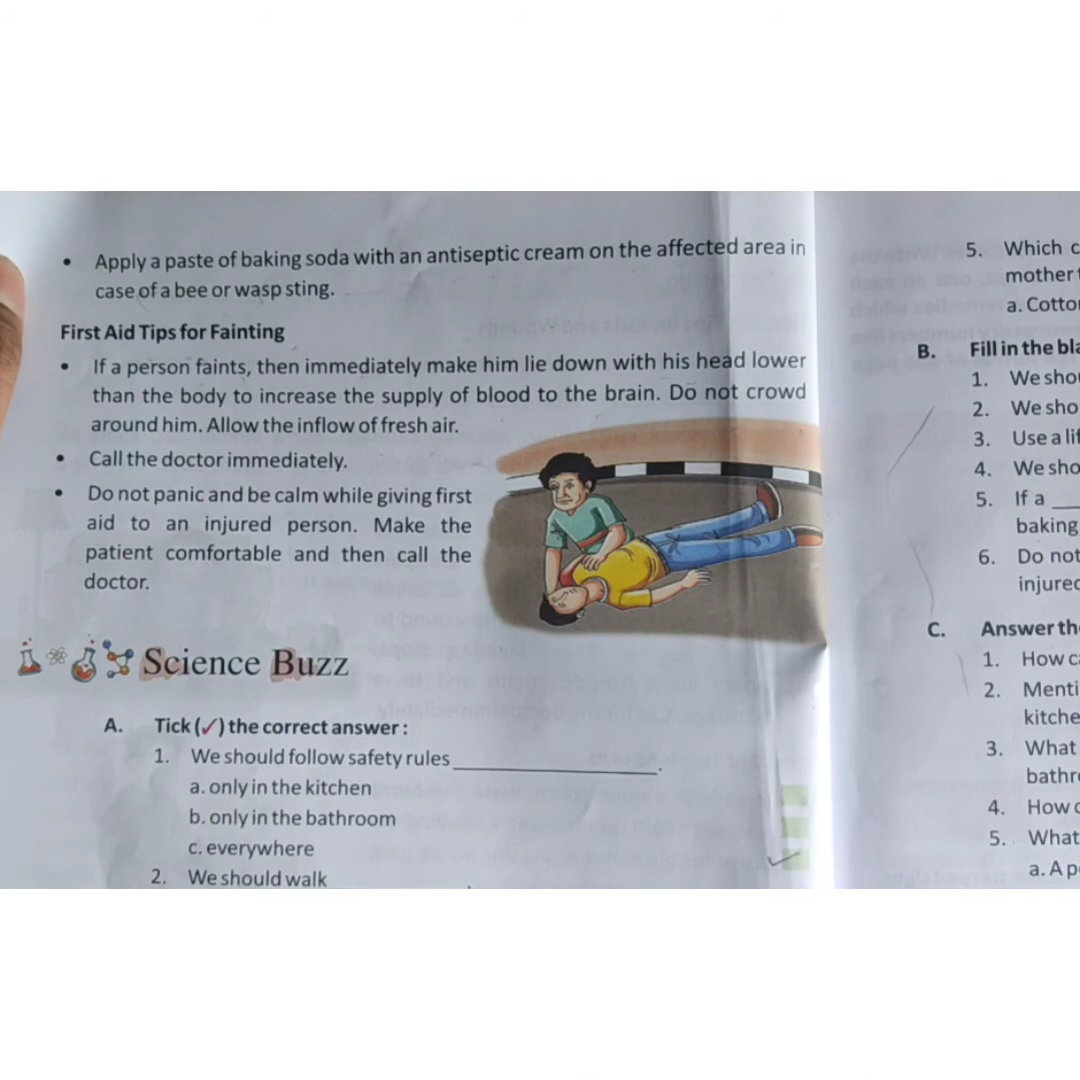 • Apply a paste of baking soda with an antiseptic cream on the affected area in
case of a bee or wasp sting.
First Aid Tips for Fainting
• If a person faints, then immediately make him lie down with his head lower
than the body to increase the supply of blood to the brain. Do not crowd
around him. Allow the inflow of fresh air.
• Call the doctor immediately.
• Do not panic and be calm while giving first
aid to an injured person. Make the
patient comfortable and then call the
doctor.
Science Buzz
A. Tick (✓) the correct answer :
1. We should follow safety rules ____________.
a. only in the kitchen
b. only in the bathroom
c. everywhere
2. We should walk ____________.
5. Which
mother
a. 
B. Fill in the
1. We
2. We
3. Use a
4. We
5. If a ___
baking
6. Do not
C. Answer
1. How
2.
3. What
4. How
5. What
a. A